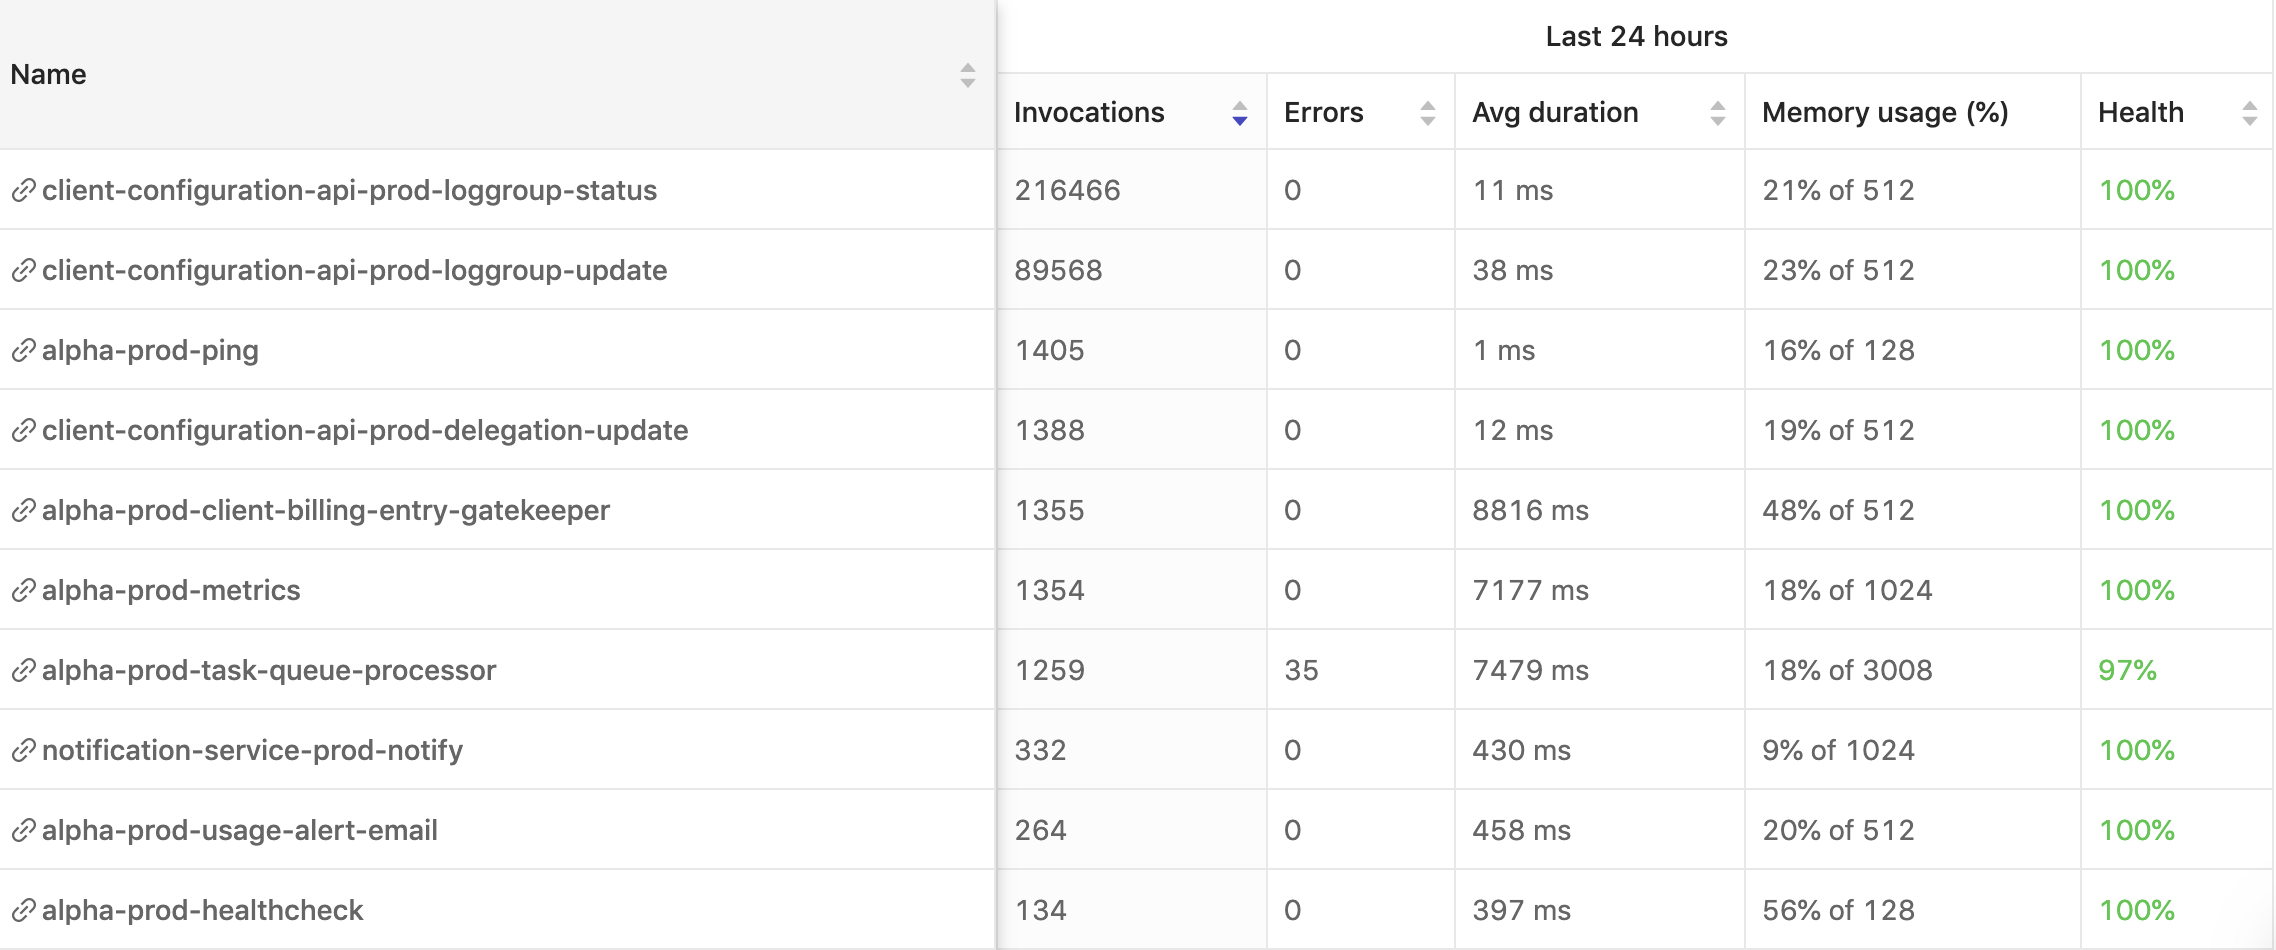 Last 24 hours
Name
Invocations Errors Avg duration Memory usage (%) Health
client-configuration-api-prod-loggroup-status 216466 0 11 ms 21% of 512 100%
client-configuration-api-prod-loggroup-update 89568 0 38 ms 23% of 512 100%
alpha-prod-ping 1405 0 1 ms 16% of 128 100%
client-configuration-api-prod-delegation-update 1388 0 12 ms 19% of 512 100%
alpha-prod-client-billing-entry-gatekeeper 1355 0 8816 ms 48% of 512 100%
alpha-prod-metrics 1354 0 7177 ms 18% of 1024 100%
alpha-prod-task-queue-processor 1259 35 7479 ms 18% of 3008 97%
notification-service-prod-notify 332 0 430 ms 9% of 1024 100%
alpha-prod-usage-alert-email 264 0 458 ms 20% of 512 100%
alpha-prod-healthcheck 134 0 397 ms 56% of 128 100%